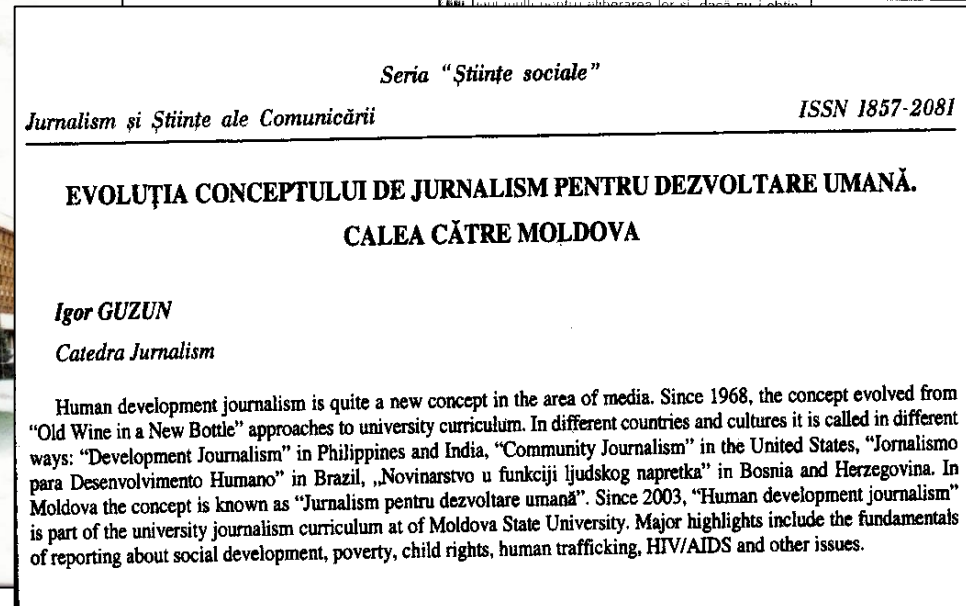 Seria “Științe sociale”
Jurnalism și Științe ale Comunicării
ISSN 1857-2081
EVOLUȚIA CONCEPTULUI DE JURNALISM PENTRU DEZVOLTARE UMANĂ.
CALEA CĂTRE MOLDOVA
Igor GUZUN
Catedra Jurnalism
Human development journalism is quite a new concept in the area of media. Since 1968, the concept evolved from
“Old Wine in a New Bottle” approaches to university curriculum. In different countries and cultures it is called in different
ways: “Development Journalism” in Philippines and India, “Community Journalism” in the United States, “Jornalismo
para Desenvolvimento Humano” in Brazil, „Novinarstvo u funkciji ljudskog napretka” in Bosnia and Herzegovina. In
Moldova the concept is known as “Jurnalism pentru dezvoltare umană”. Since 2003, “Human development journalism”
is part of the university journalism curriculum at of Moldova State University. Major highlights include the fundamentals
of reporting about social development, poverty, child rights, human trafficking, HIV/AIDS and other issues.